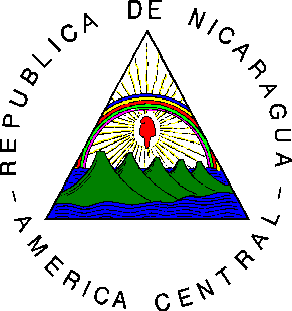 REPUBLICA DE NICARAGUA
- AMERICA CENTRAL -